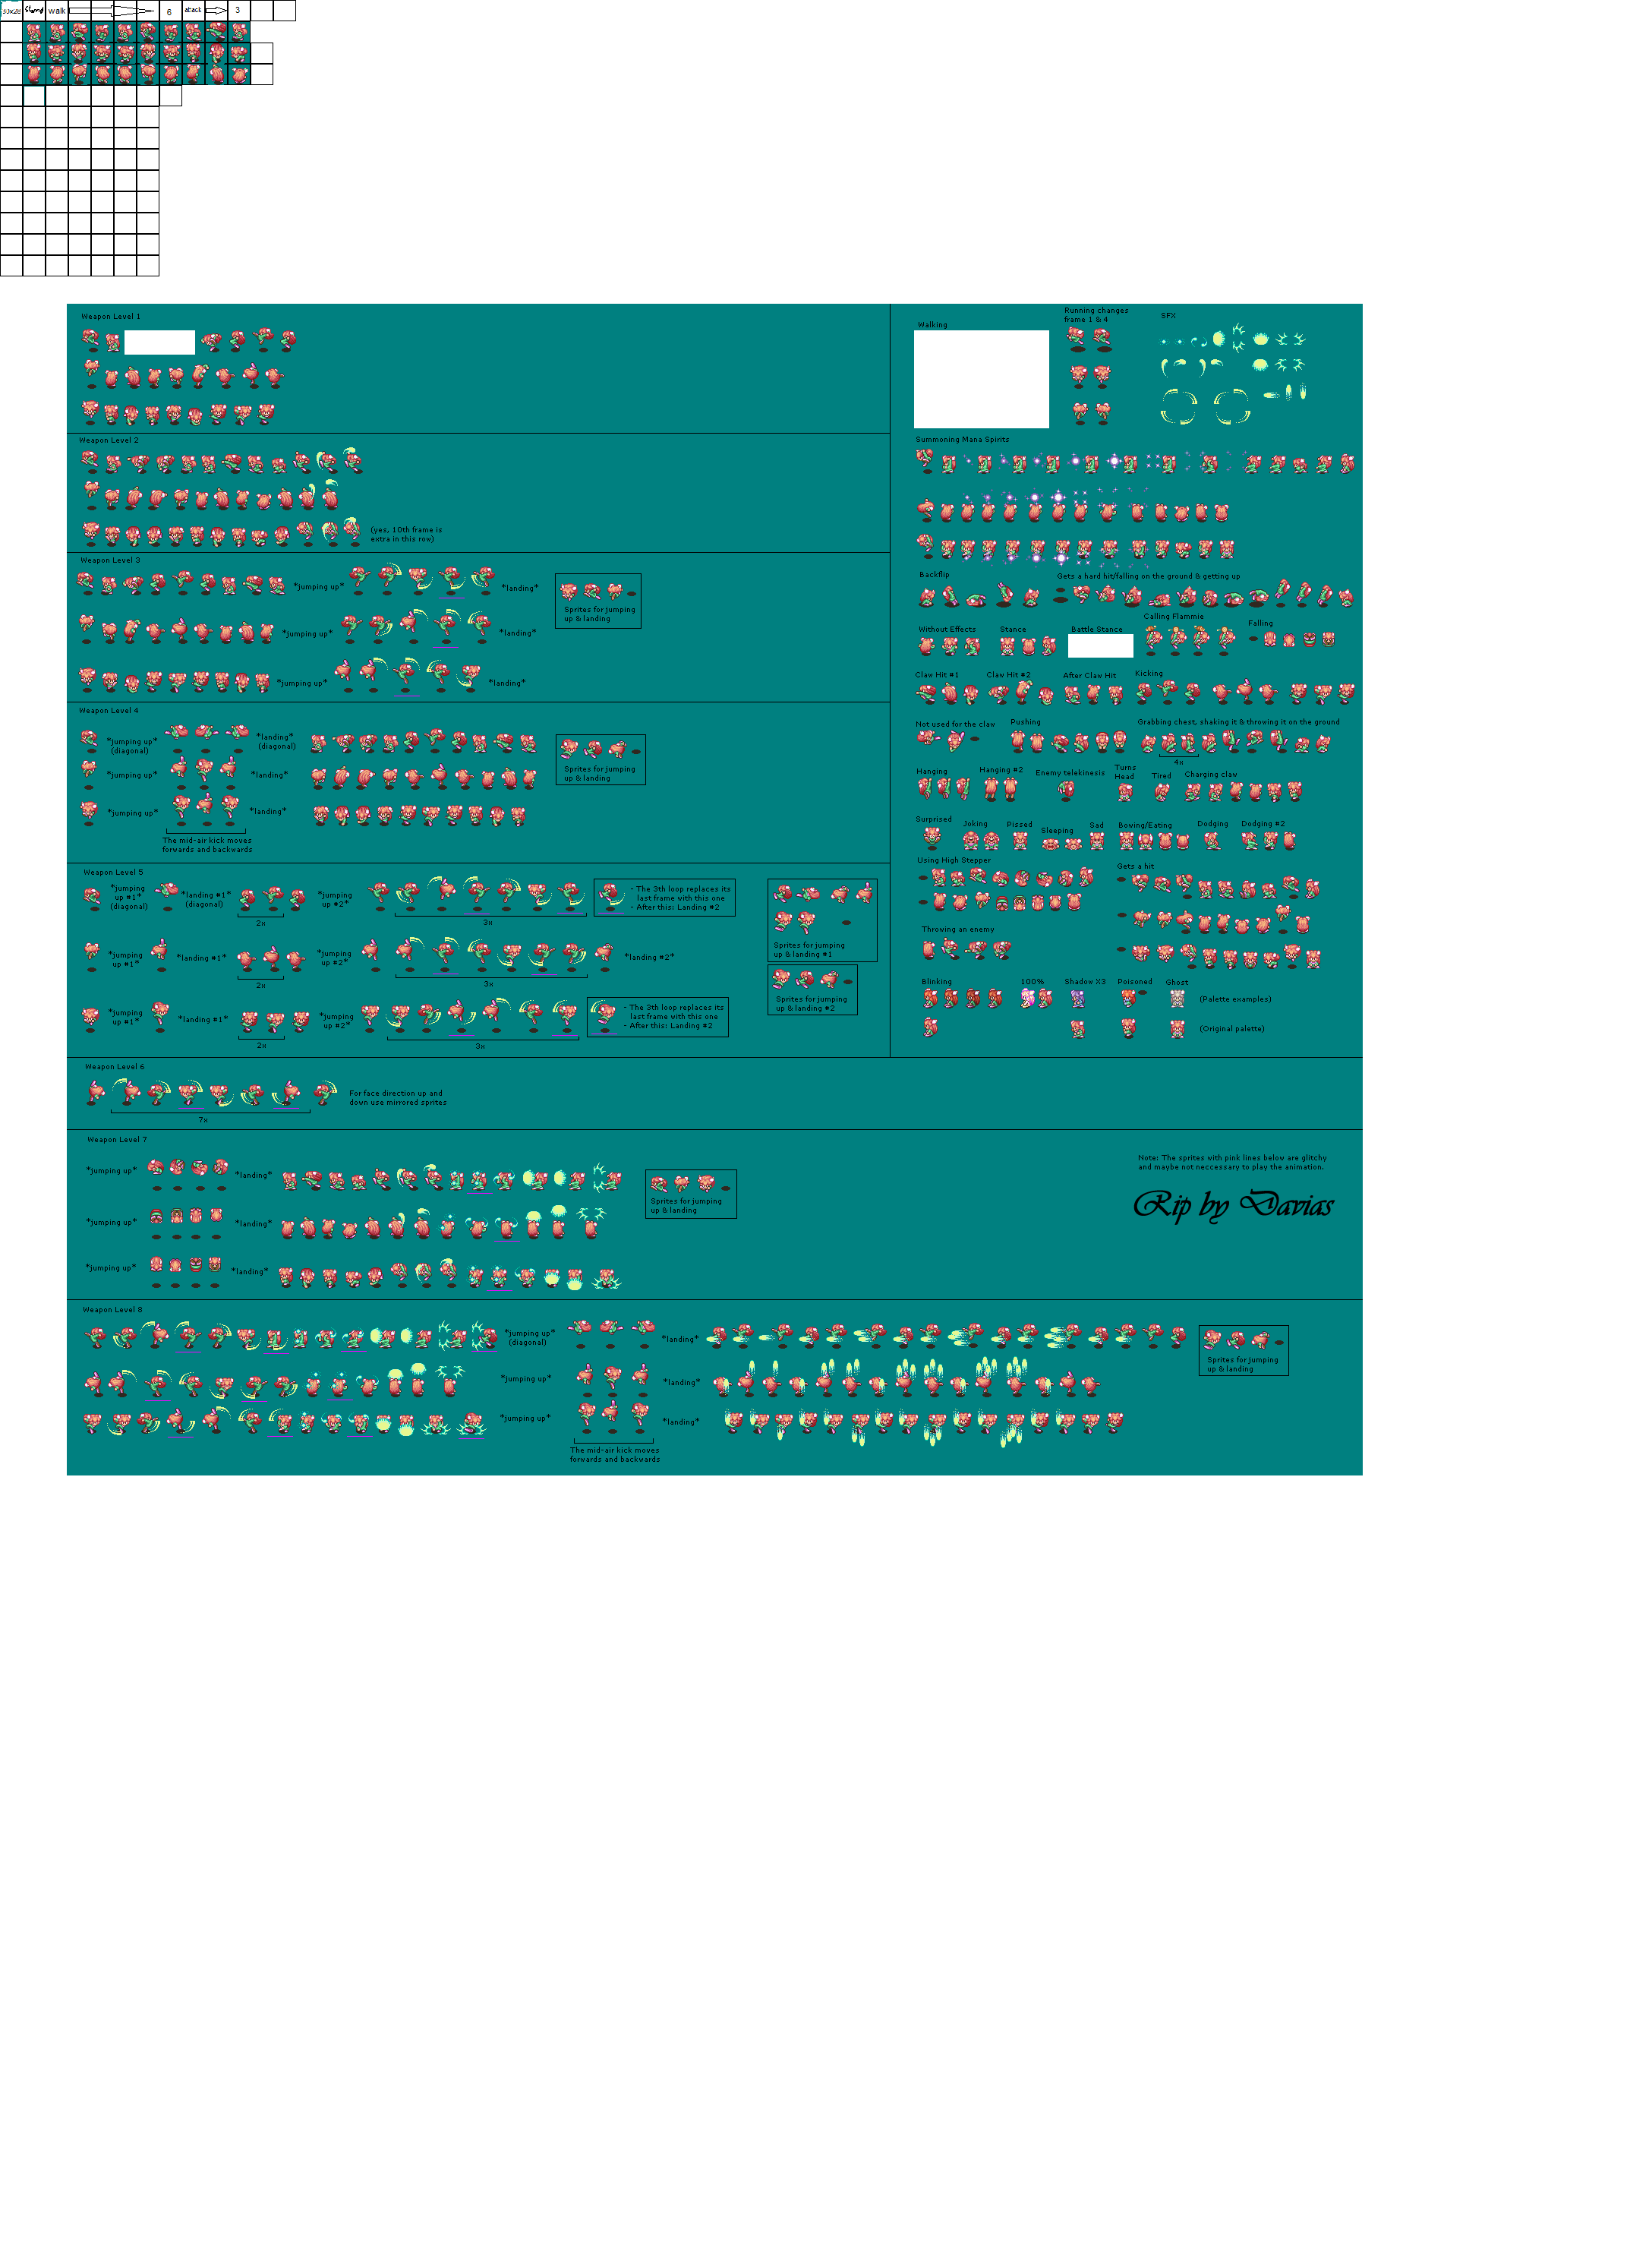 30x28 Stand walk 6 attack 3
Weapon Level 1
Weapon Level 2
(yes, 10th frame is
extra in this row)
Weapon Level 3
*jumping up* *landing*
Sprites for jumping
up & landing
*jumping up* *landing*
*jumping up* *landing*
Weapon Level 4
*jumping up*
(diagonal)
*landing*
(diagonal)
Sprites for jumping
up & landing
*jumping up* *landing*
*jumping up* *landing*
The mid-air kick moves
forwards and backwards
Weapon Level 5
*jumping
up #1*
(diagonal)
*landing #1*
(diagonal)
2x
*jumping
up #2*
3x
- The 3th loop replaces its
last frame with this one
- After this: Landing #2
Sprites for jumping
up & landing #1
*jumping
up #1*
*landing #1*
2x
*jumping
up #2*
3x
*landing #2*
Sprites for jumping
up & landing #2
*jumping
up #1*
*landing #1*
2x
*jumping
up #2*
3x
- The 3th loop replaces its
last frame with this one
- After this: Landing #2
Walking
Running changes
frame 1 & 4
SFX
Summoning Mana Spirits
Backflip
Gets a hard hit/falling on the ground & getting up
Without Effects
Stance
Battle Stance
Calling Flammie
Falling
Claw Hit #1
Claw Hit #2
After Claw Hit
Kicking
Not used for the claw
Pushing
Grabbing chest, shaking it & throwing it on the ground
4x
Hanging
Hanging #2
Enemy telekinesis
Turns
Head
Tired
Charging claw
Surprised
Joking
Pissed
Sleeping
Sad
Bowing/Eating
Dodging
Dodging #2
Using High Stepper
Gets a hit
Throwing an enemy
Blinking
100%
Shadow X3
Poisoned
Ghost
(Palette examples)
(Original palette)
Weapon Level 6
For face direction up and
down use mirrored sprites
7x
Weapon Level 7
*jumping up* *landing*
Sprites for jumping
up & landing
*jumping up* *landing*
*jumping up* *landing*
Note: The sprites with pink lines below are glitchy
and maybe not neccessary to play the animation.
Rip by Davias
Weapon Level 8
*jumping up*
(diagonal)
*landing*
Sprites for jumping
up & landing
*jumping up* *landing*
*jumping up* *landing*
The mid-air kick moves
forwards and backwards